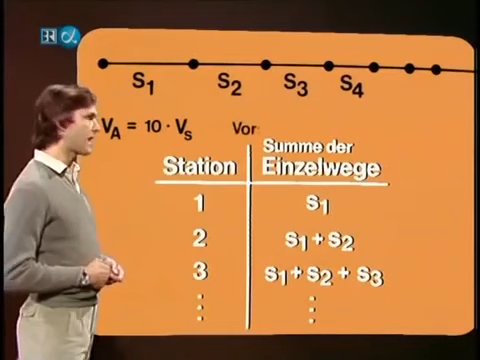 BR α
S1 S2 S3 S4
VA = 10 · VS Vor
Summe der
Station Einzelwege
1 S1
2 S1+S2
3 S1+S2+S3